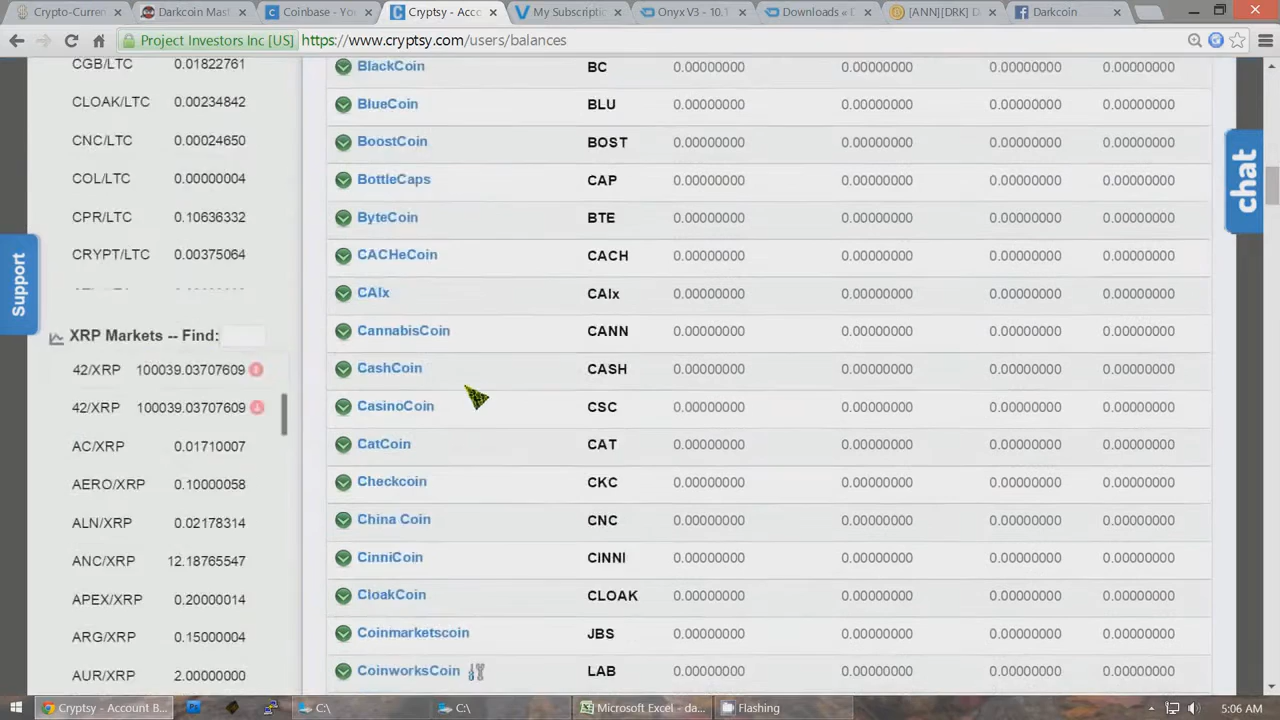 Crypto-Curren
Darkcoin Mast
Coinbase - Yo
Cryptsy - Acco
My Subscriptic
Onyx V3 - 10.
Downloads «
[ANN][DRK] D
Darkcoin
Project Investors Inc [US]
https://www.cryptsy.com/users/balances
CGB/LTC 0.01822761
CLOAK/LTC 0.00234842
CNC/LTC 0.00024650
COL/LTC 0.00000004
CPR/LTC 0.10636332
CRYPT/LTC 0.00375064
XRP Markets -- Find:
42/XRP 100039.03707609
42/XRP 100039.03707609
AC/XRP 0.01710007
AERO/XRP 0.10000058
ALN/XRP 0.02178314
ANC/XRP 12.18765547
APEX/XRP 0.20000014
ARG/XRP 0.15000004
AUR/XRP 2.00000000
Support
BlackCoin BC 0.00000000 0.00000000 0.00000000 0.00000000
BlueCoin BLU 0.00000000 0.00000000 0.00000000 0.00000000
BoostCoin BOST 0.00000000 0.00000000 0.00000000 0.00000000
BottleCaps CAP 0.00000000 0.00000000 0.00000000 0.00000000
ByteCoin BTE 0.00000000 0.00000000 0.00000000 0.00000000
CACHeCoin CACH 0.00000000 0.00000000 0.00000000 0.00000000
CAIx CAIx 0.00000000 0.00000000 0.00000000 0.00000000
CannabisCoin CANN 0.00000000 0.00000000 0.00000000 0.00000000
CashCoin CASH 0.00000000 0.00000000 0.00000000 0.00000000
CasinoCoin CSC 0.00000000 0.00000000 0.00000000 0.00000000
CatCoin CAT 0.00000000 0.00000000 0.00000000 0.00000000
Checkcoin CKC 0.00000000 0.00000000 0.00000000 0.00000000
China Coin CNC 0.00000000 0.00000000 0.00000000 0.00000000
CinniCoin CINNI 0.00000000 0.00000000 0.00000000 0.00000000
CloakCoin CLOAK 0.00000000 0.00000000 0.00000000 0.00000000
Coinmarketscoin JBS 0.00000000 0.00000000 0.00000000 0.00000000
CoinworksCoin LAB 0.00000000 0.00000000 0.00000000 0.00000000
chat
Cryptsy - Account B...
C:\
C:\
Microsoft Excel - da...
Flashing
5:06 AM